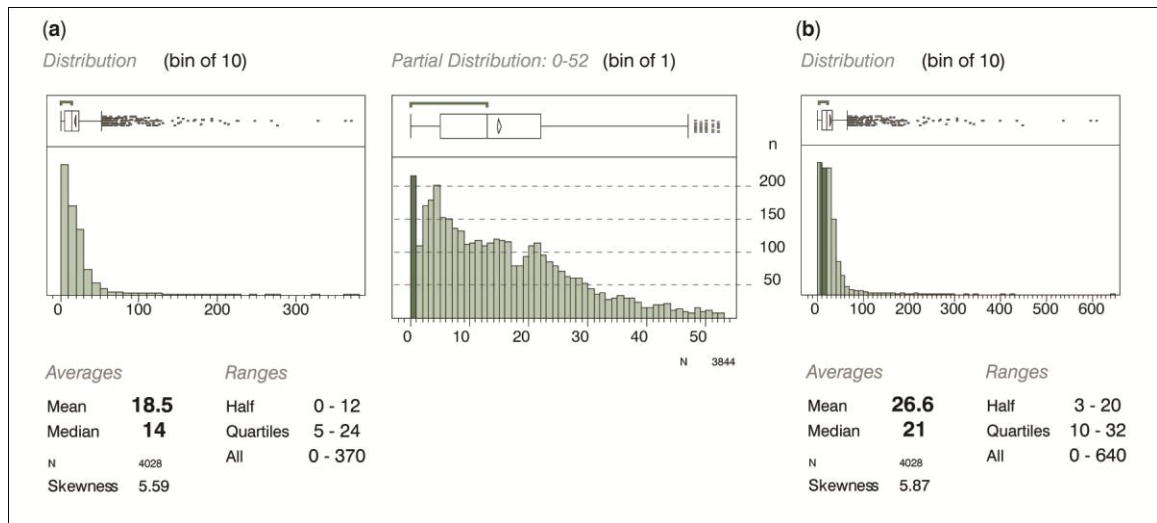 (a)
Distribution (bin of 10)
Partial Distribution: 0-52 (bin of 1)
n
200
150
100
50
0 100 200 300
0 10 20 30 40 50
N 3844
Averages
Ranges
Mean 18.5
Half 0 - 12
Median 14
Quartiles 5 - 24
N 4028
All 0 - 370
Skewness 5.59
(b)
Distribution (bin of 10)
0 100 200 300 400 500 600
Averages
Ranges
Mean 26.6
Half 3 - 20
Median 21
Quartiles 10 - 32
N 4028
All 0 - 640
Skewness 5.87